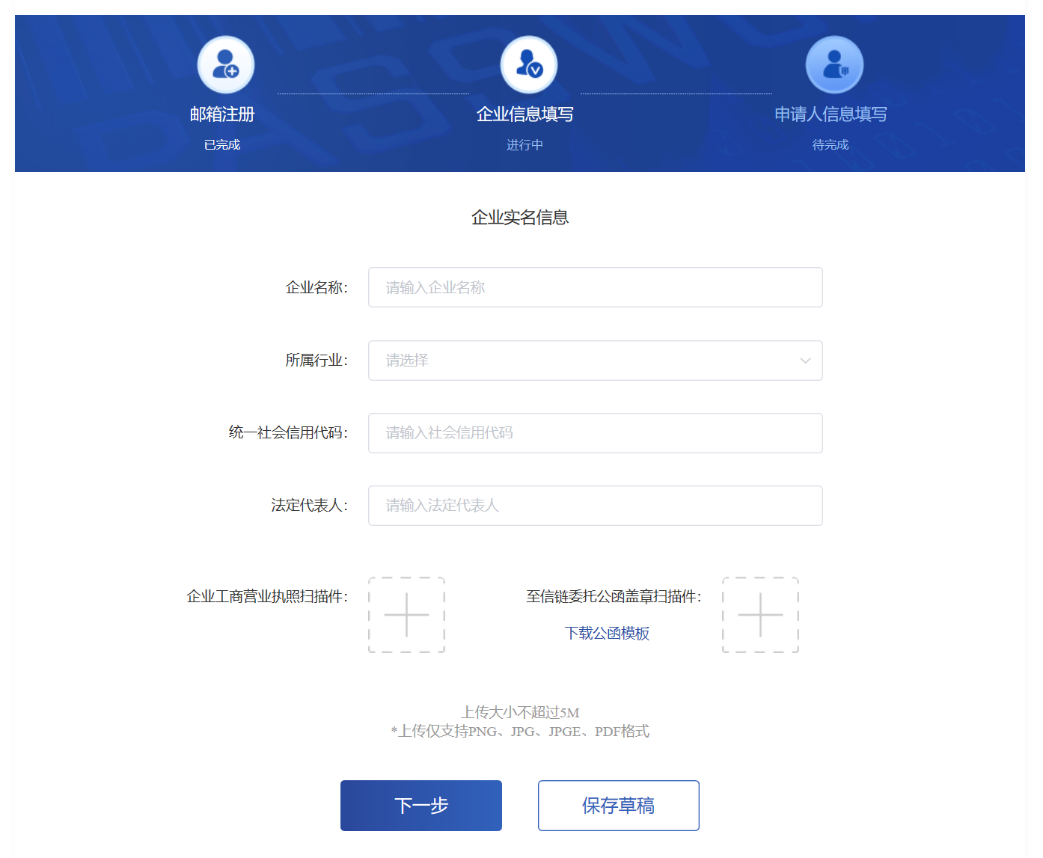 邮箱注册
已完成
企业信息填写
进行中
申请人信息填写
待完成
企业实名信息
企业名称:
请输入企业名称
所属行业:
请选择
统一社会信用代码:
请输入社会信用代码
法定代表人:
请输入法定代表人
企业工商营业执照扫描件:
至信链委托公函盖章扫描件:
下载公函模板
上传大小不超过5M
*上传仅支持PNG、JPG、JPGE、PDF格式
下一步
保存草稿